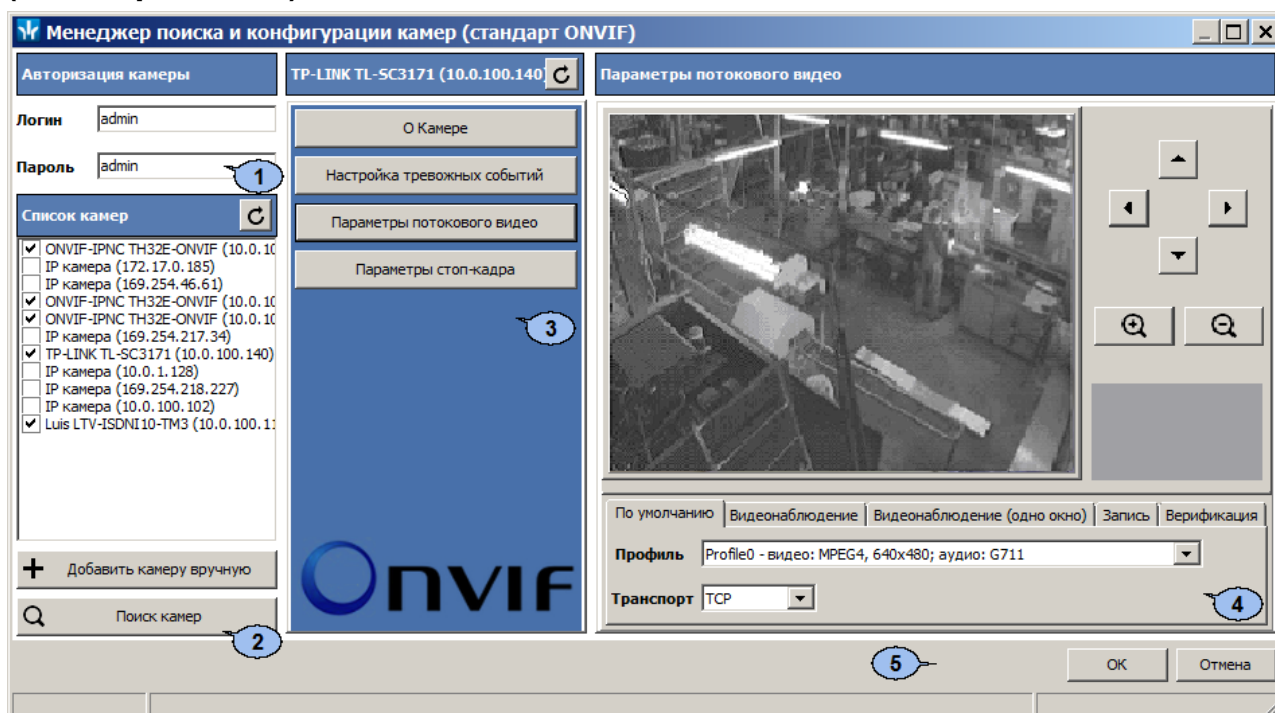 Менеджер поиска и конфигурации камер (стандарт ONVIF)
Авторизация камеры
Логин admin
Пароль admin
1
Список камер
ONVIF-IPNC TH32E-ONVIF (10.0.10
IP камера (172.17.0.185)
IP камера (169.254.46.61)
ONVIF-IPNC TH32E-ONVIF (10.0.10
ONVIF-IPNC TH32E-ONVIF (10.0.10
IP камера (169.254.217.34)
TP-LINK TL-SC3171 (10.0.100.140)
IP камера (10.0.1.128)
IP камера (169.254.218.227)
IP камера (10.0.100.102)
Luis LTV-ISDNI10-TM3 (10.0.100.11
Добавить камеру вручную
Поиск камер
2
TP-LINK TL-SC3171 (10.0.100.140)
О Камере
Настройка тревожных событий
Параметры потокового видео
Параметры стоп-кадра
3
ONVIF
Параметры потокового видео
По умолчанию Видеонаблюдение Видеонаблюдение (одно окно) Запись Верификация
Профиль Profile0 - видео: MPEG4, 640x480; аудио: G711
Транспорт TCP
4
5
ОК Отмена